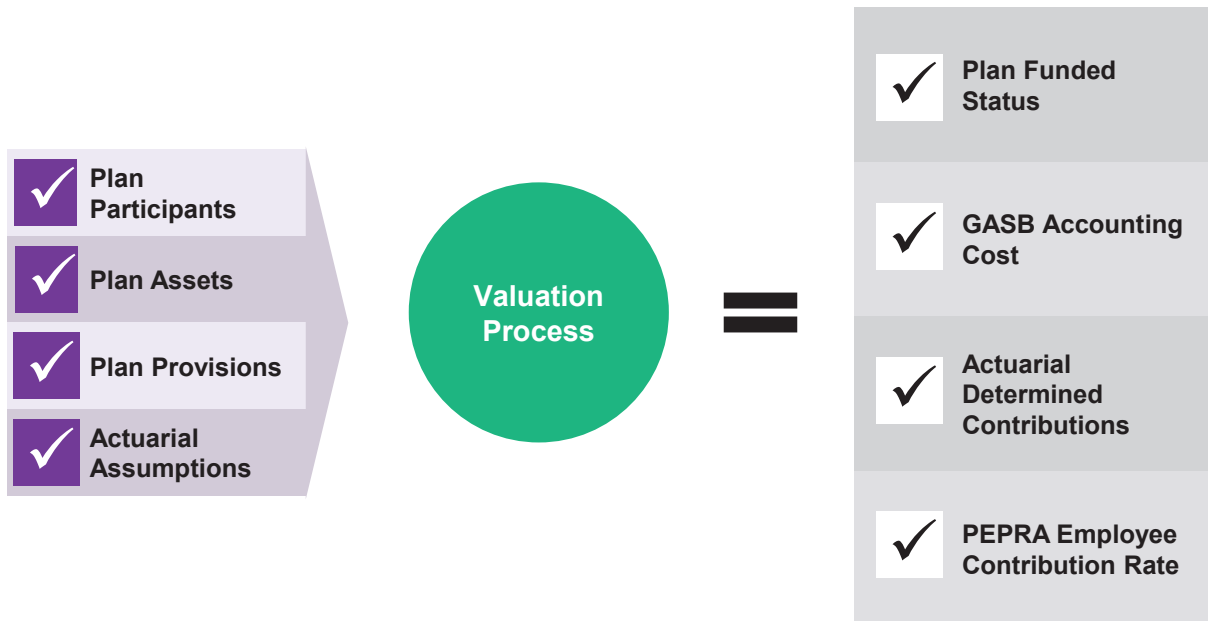 Plan
Participants
Plan Assets
Plan Provisions
Actuarial
Assumptions
Valuation
Process
Plan Funded
Status
GASB Accounting
Cost
Actuarial
Determined
Contributions
PEPRA Employee
Contribution Rate